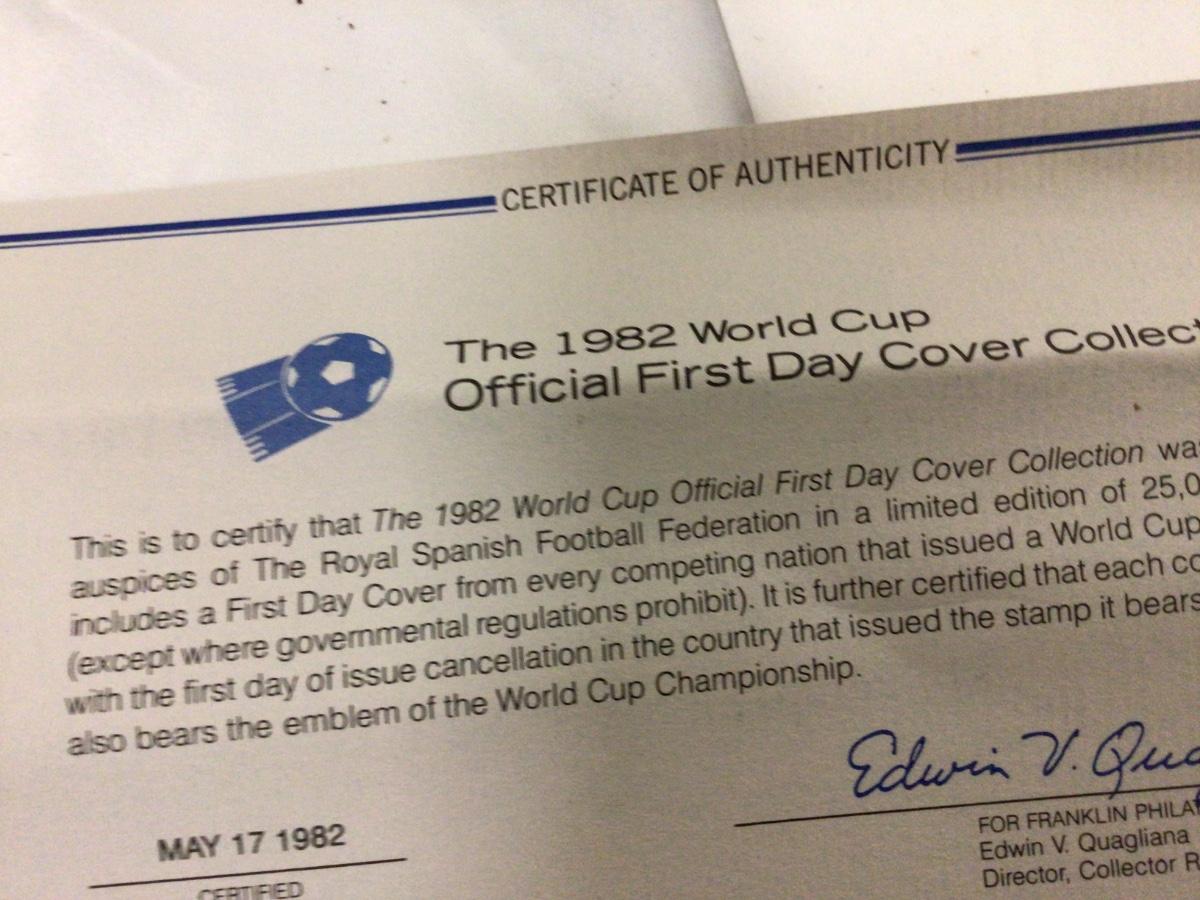 CERTIFICATE OF AUTHENTICITY
The 1982 World Cup
Official First Day Cover Collect
This is to certify that The 1982 World Cup Official First Day Cover Collection wa
auspices of The Royal Spanish Football Federation in a limited edition of 25,0
includes a First Day Cover from every competing nation that issued a World Cup
(except where governmental regulations prohibit). It is further certified that each co
with the first day of issue cancellation in the country that issued the stamp it bears
also bears the emblem of the World Cup Championship.
Edwin V. Qua
MAY 17 1982
CERTIFIED
FOR FRANKLIN PHILAT
Edwin V. Quagliana
Director, Collector R